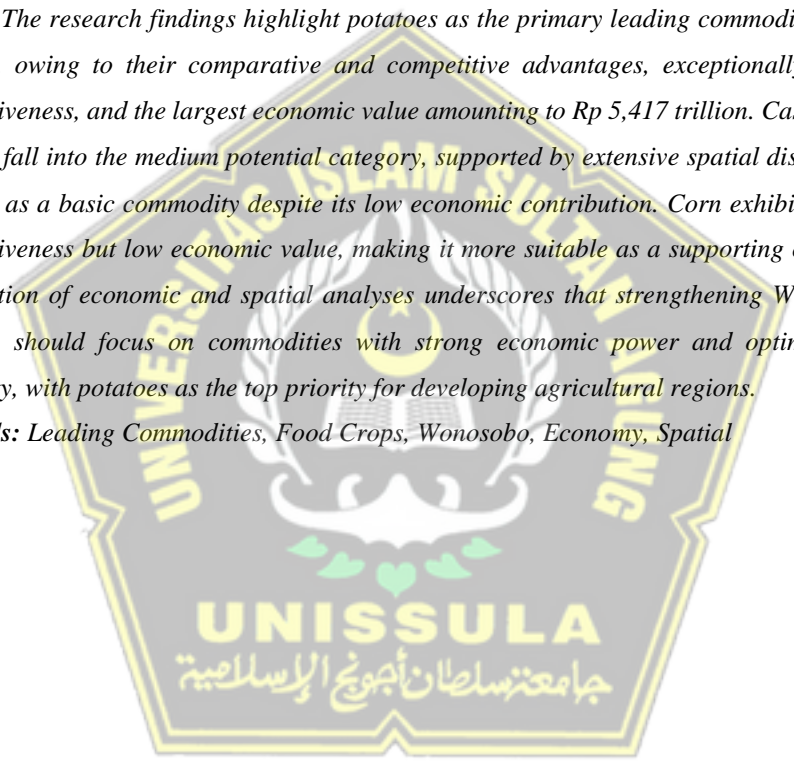 The research findings highlight potatoes as the primary leading commodi
owing to their comparative and competitive advantages, exceptionally
iveness, and the largest economic value amounting to Rp 5,417 trillion. Ca
fall into the medium potential category, supported by extensive spatial dis
as a basic commodity despite its low economic contribution. Corn exhibi
iveness but low economic value, making it more suitable as a supporting
tion of economic and spatial analyses underscores that strengthening W
should focus on commodities with strong economic power and optim
y, with potatoes as the top priority for developing agricultural regions.
ls: Leading Commodities, Food Crops, Wonosobo, Economy, Spatial
UNIVERSITAS ISLAM SULTAN AGUNG
UNISSULA
جامعتسلطان أجونج الإسلامية